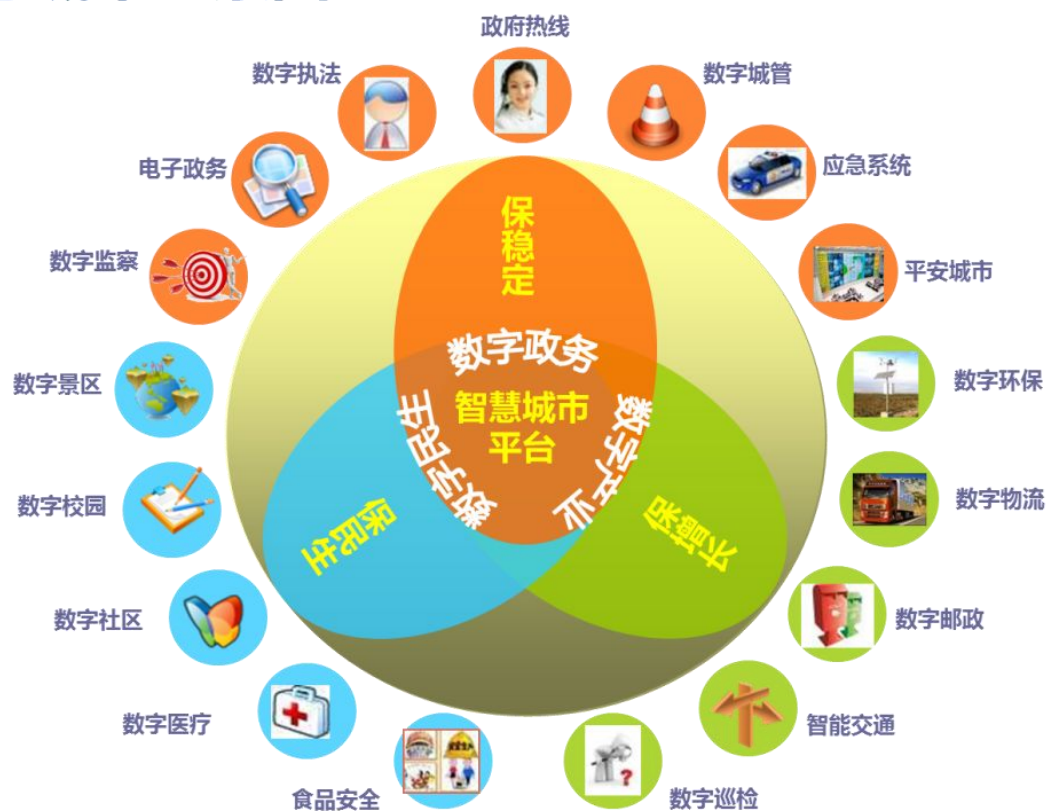 政府热线
数字执法
数字城管
电子政务
应急系统
数字监察
平安城市
数字景区
数字环保
数字校园
数字物流
数字社区
数字邮政
数字医疗
智能交通
食品安全
数字巡检
保稳定
数字政务
智慧城市
平台
数字民生
数字产业
保民生
保增长
?